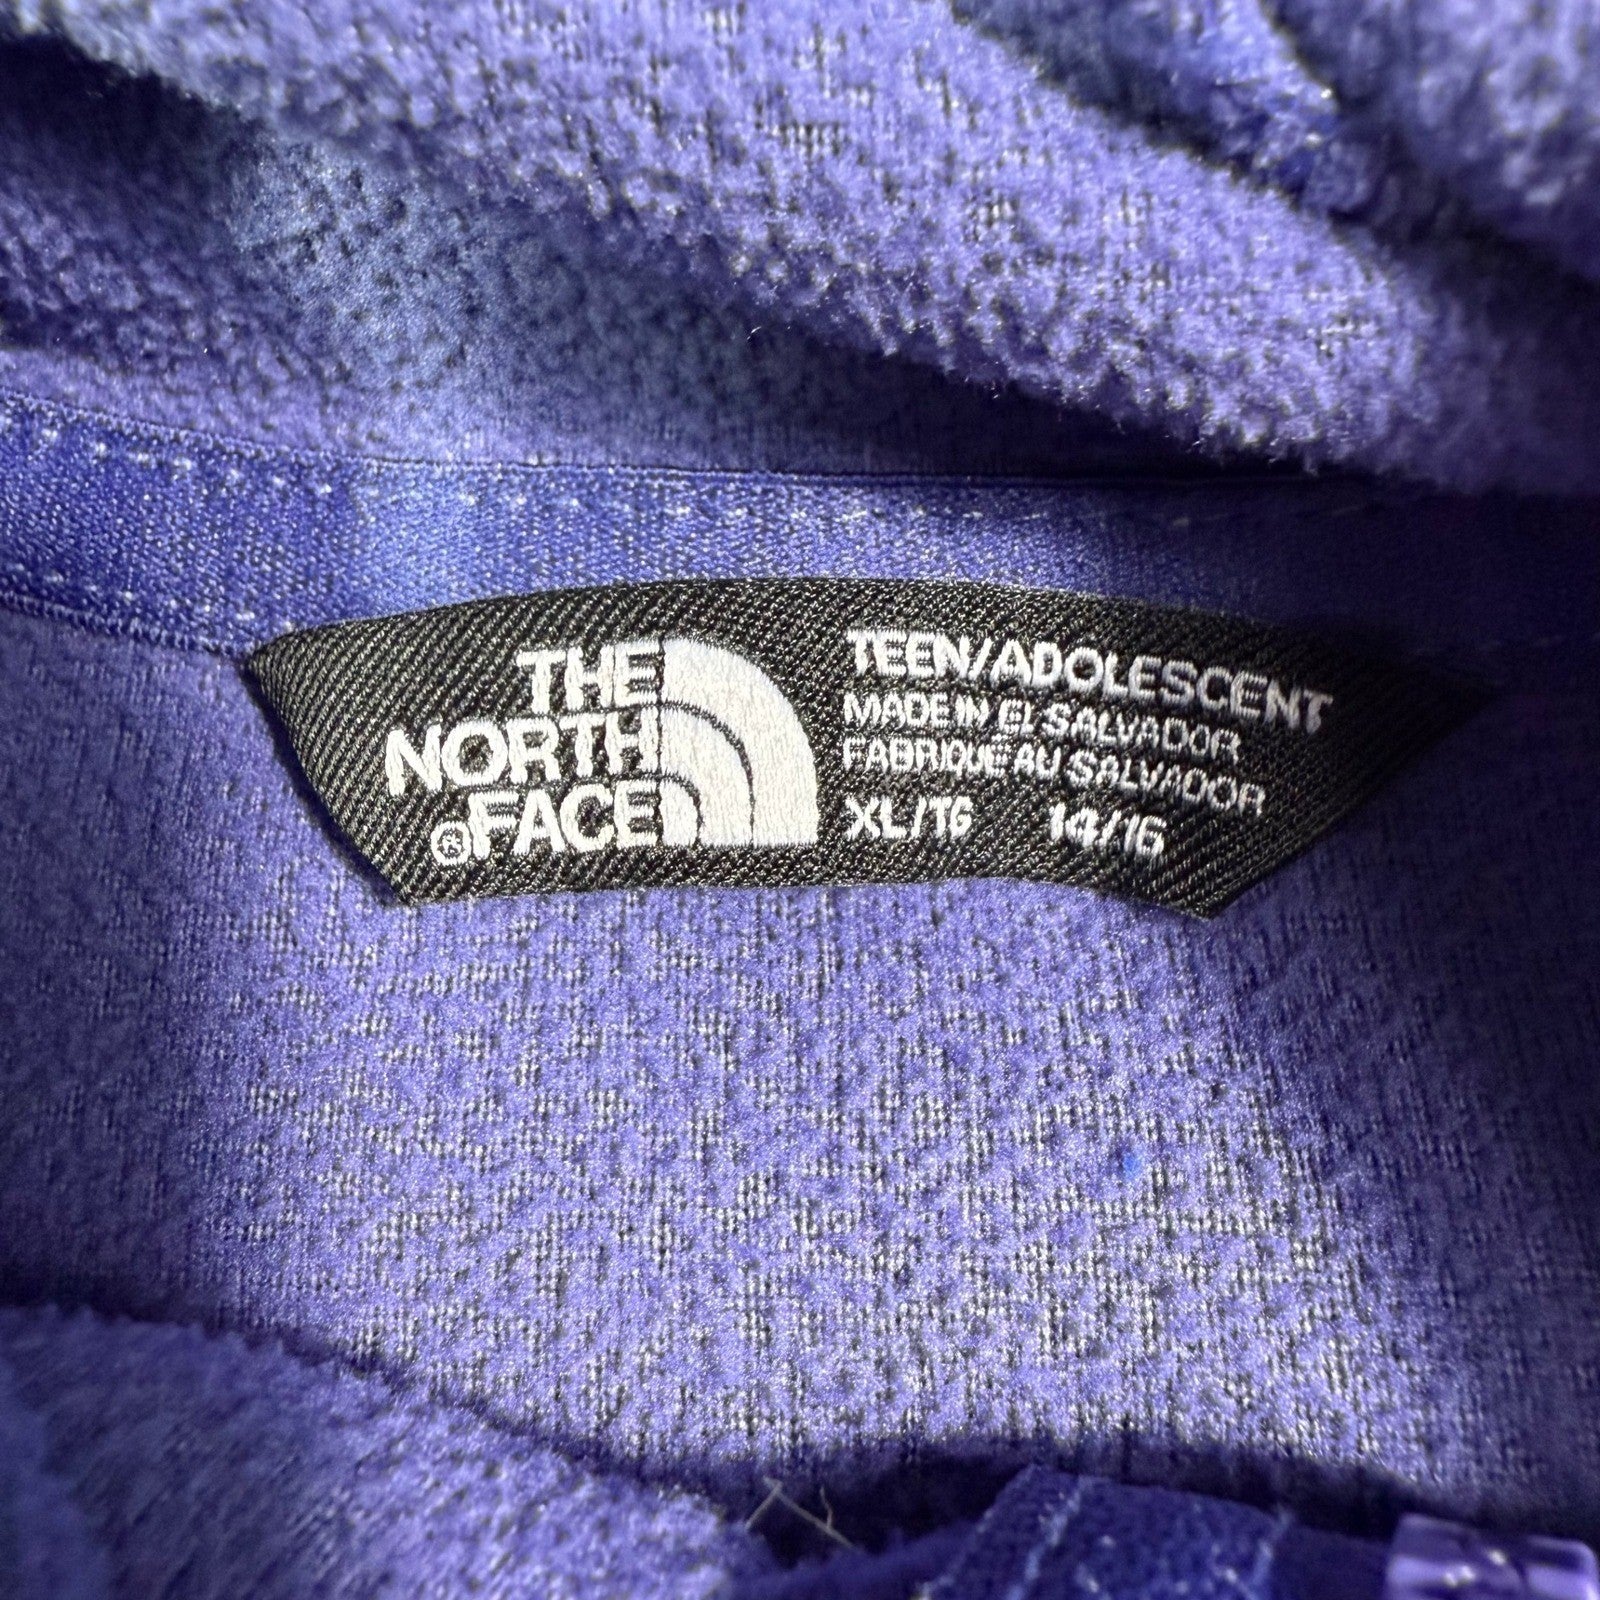 THE
NORTH
®FACE
TEEN/ADOLESCENT
MADE IN EL SALVADOR
FABRIQUÉ AU SALVADOR
XL/TG 14/16